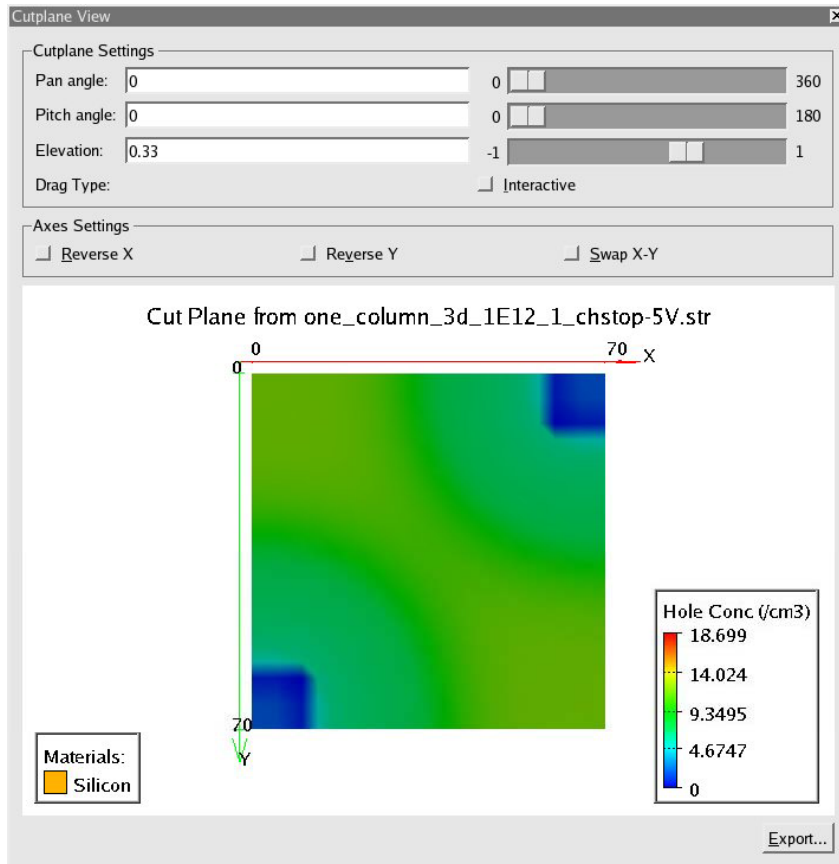 Cutplane View
Cutplane Settings
Pan angle: 0 0 360
Pitch angle: 0 0 180
Elevation: 0.33 -1 1
Drag Type: Interactive
Axes Settings
Reverse X Reverse Y Swap X-Y
Cut Plane from one_column_3d_1E12_1_chstop-5V.str
0 70 X
0
70
Y
Materials:
Silicon
Hole Conc (/cm3)
18.699
14.024
9.3495
4.6747
0
Export...